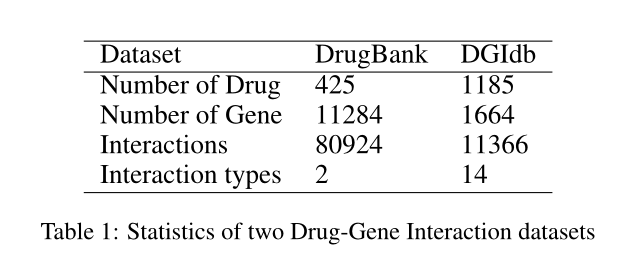 Dataset DrugBank DGIdb
Number of Drug 425 1185
Number of Gene 11284 1664
Interactions 80924 11366
Interaction types 2 14
Table 1: Statistics of two Drug-Gene Interaction datasets